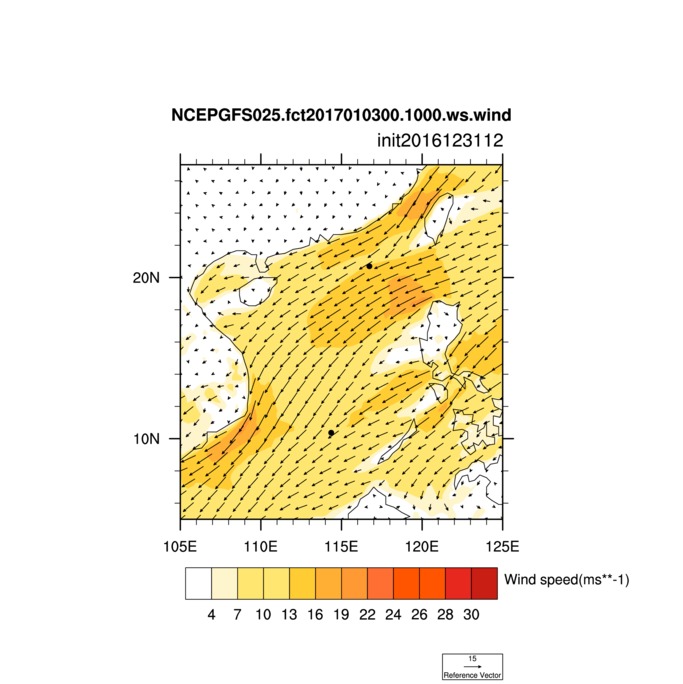 NCEPGFS025.fct2017010300.1000.ws.wind
init2016123112
20N
10N
105E 110E 115E 120E 125E
Wind speed(ms**-1)
4 7 10 13 16 19 22 24 26 28 30
15
Reference Vector